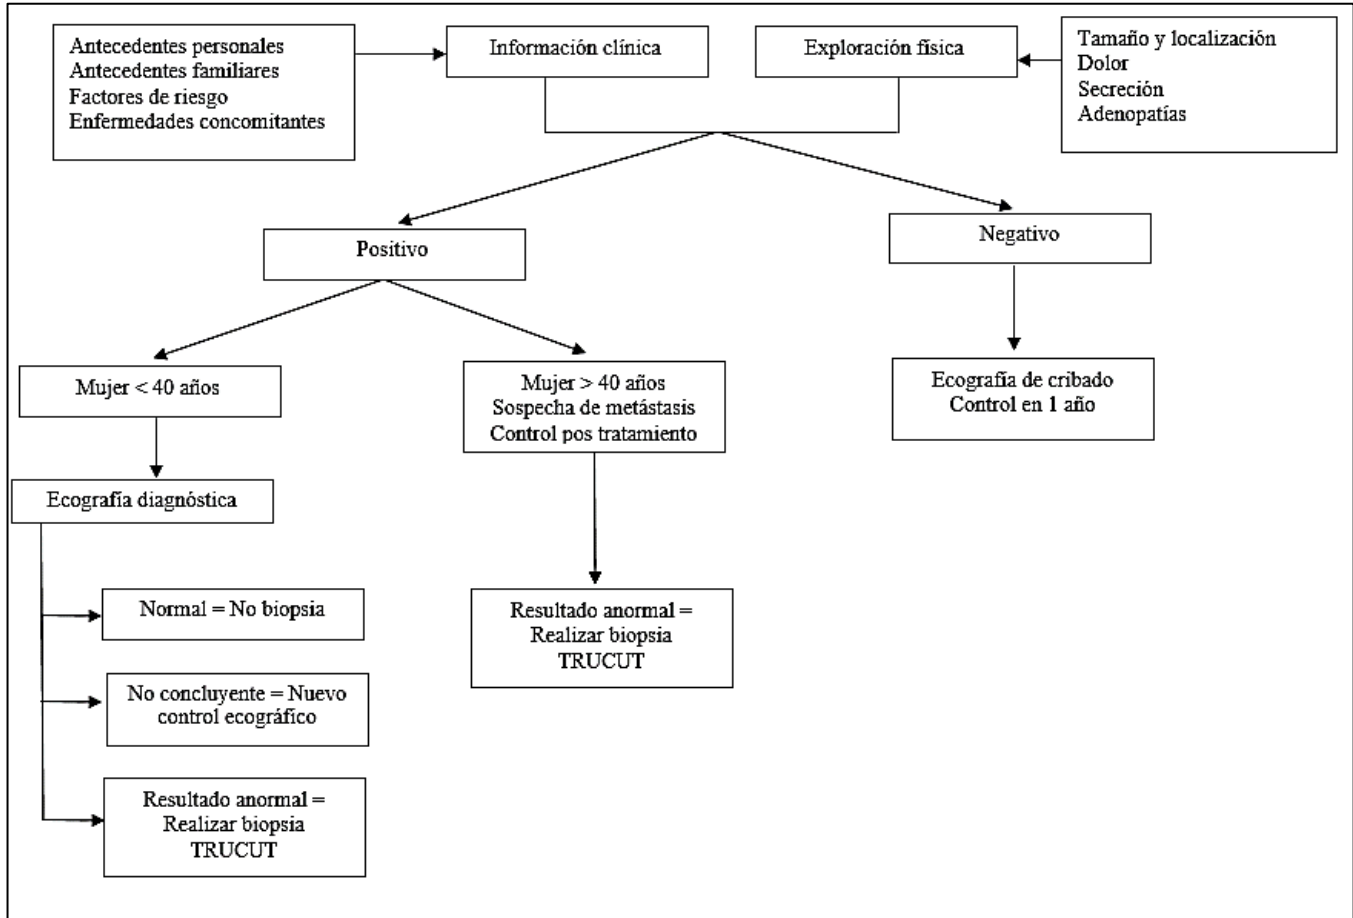 Antecedentes personales
Antecedentes familiares
Factores de riesgo
Enfermedades concomitantes
Información clínica
Exploración física
Tamaño y localización
Dolor
Secreción
Adenopatías
Positivo
Negativo
Mujer < 40 años
Mujer > 40 años
Sospecha de metástasis
Control pos tratamiento
Ecografía de cribado
Control en 1 año
Ecografía diagnóstica
Normal = No biopsia
No concluyente = Nuevo
control ecográfico
Resultado anormal =
Realizar biopsia
TRUCUT
Resultado anormal =
Realizar biopsia
TRUCUT